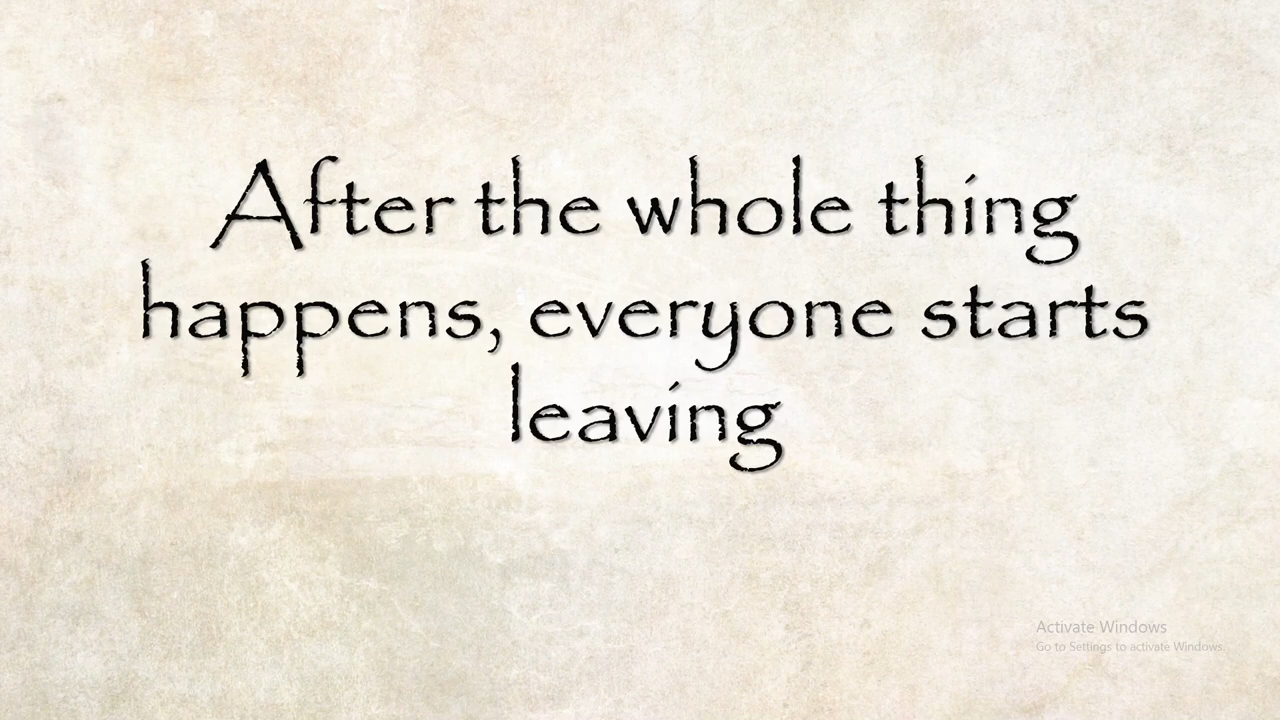 After the whole thing
happens, everyone starts
leaving
Activate Windows
Go to Settings to activate Windows.